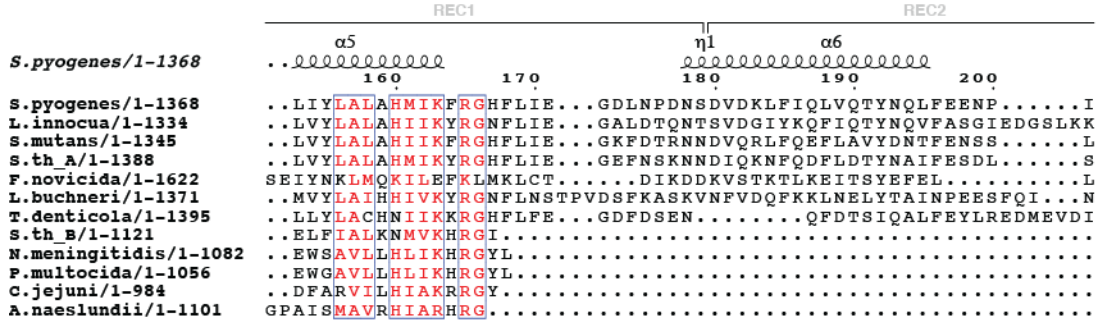 REC1 REC2
α5 η1 α6
S.pyogenes/1-1368
160 170 180 190 200
S.pyogenes/1-1368 ..LIYLALAHMIKFRGHFLIE...GDLNPDNSDVDKLFIQLVQTYNQLFEENP......I
L.innocua/1-1334 ..LVYLALAHIIKYRGNFLIE...GALDTQNTSVDGIYKQFIQTYNQVFASGIEDGSLKK
S.mutans/1-1345 ..LVYLALAHIIKFRGHFLIE...GKFDTRNNDVQRLFQEFLAVYDNTFENSS......L
S.th_A/1-1388 ..LVYLALAHMIKYRGHFLIE...GEFNSKNNDIQKNFQDFLDTYNAIFESDL......S
F.novicida/1-1622 SEIYNKLMQKILEFKLMKLCT......DIKDDKVSTKTLKEITSYEFEL..........L
L.buchneri/1-1371 ..MVYLAIHHIVKYRGNFLNSTPVDSFKASKVNFVDQFKKLNELYTAINPEESFQI...N
T.denticola/1-1395 ..LLYLACHNIIKKRGHFLFE...GDFDSEN.........QFDTSIQALFEYLREDMEVDI
S.th_B/1-1121 ..ELFIALKNMVKHRGI...........................................
N.meningitidis/1-1082 ..EWSAVLLHLIKHRGYL..........................................
P.multocida/1-1056 ..EWGAVLLHLIKHRGYL..........................................
C.jejuni/1-984 ..DFARVILHIAKRRGY...........................................
A.naeslundii/1-1101 GPAISMAVRHIARHRG............................................